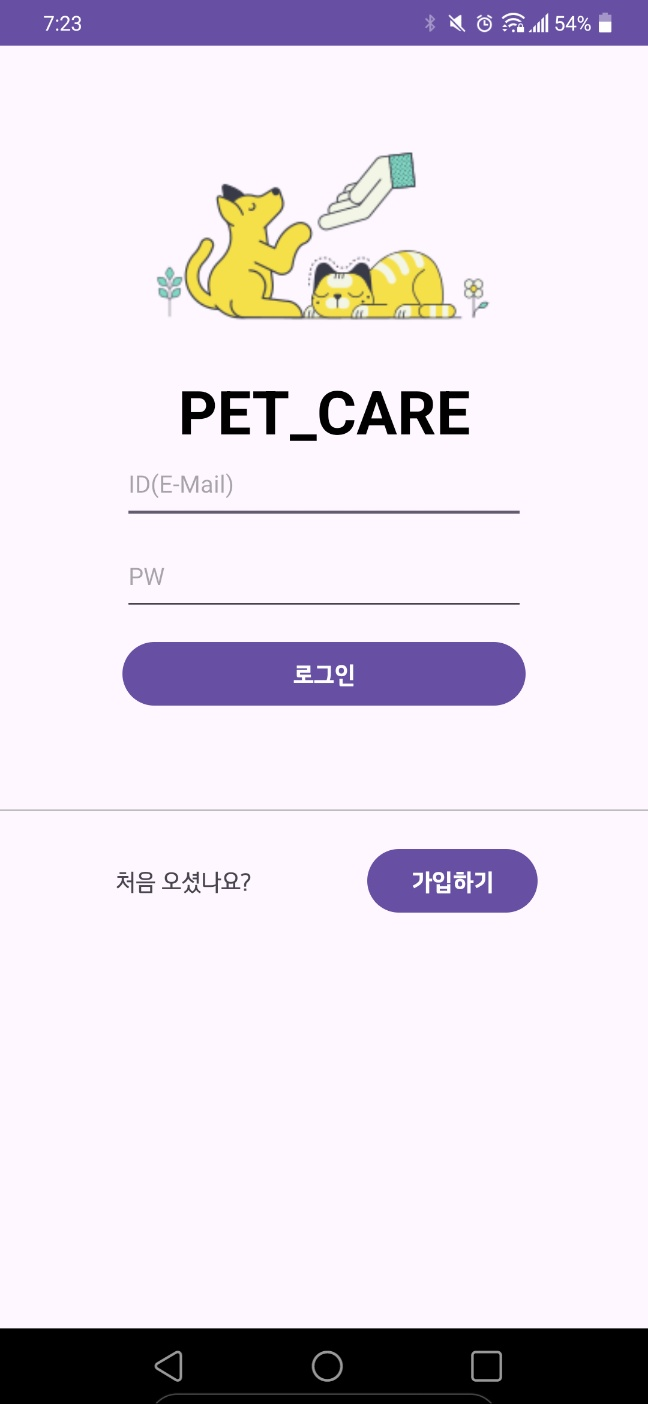 7:23
54%
PET_CARE
ID(E-Mail)
PW
로그인
처음 오셨나요?
가입하기